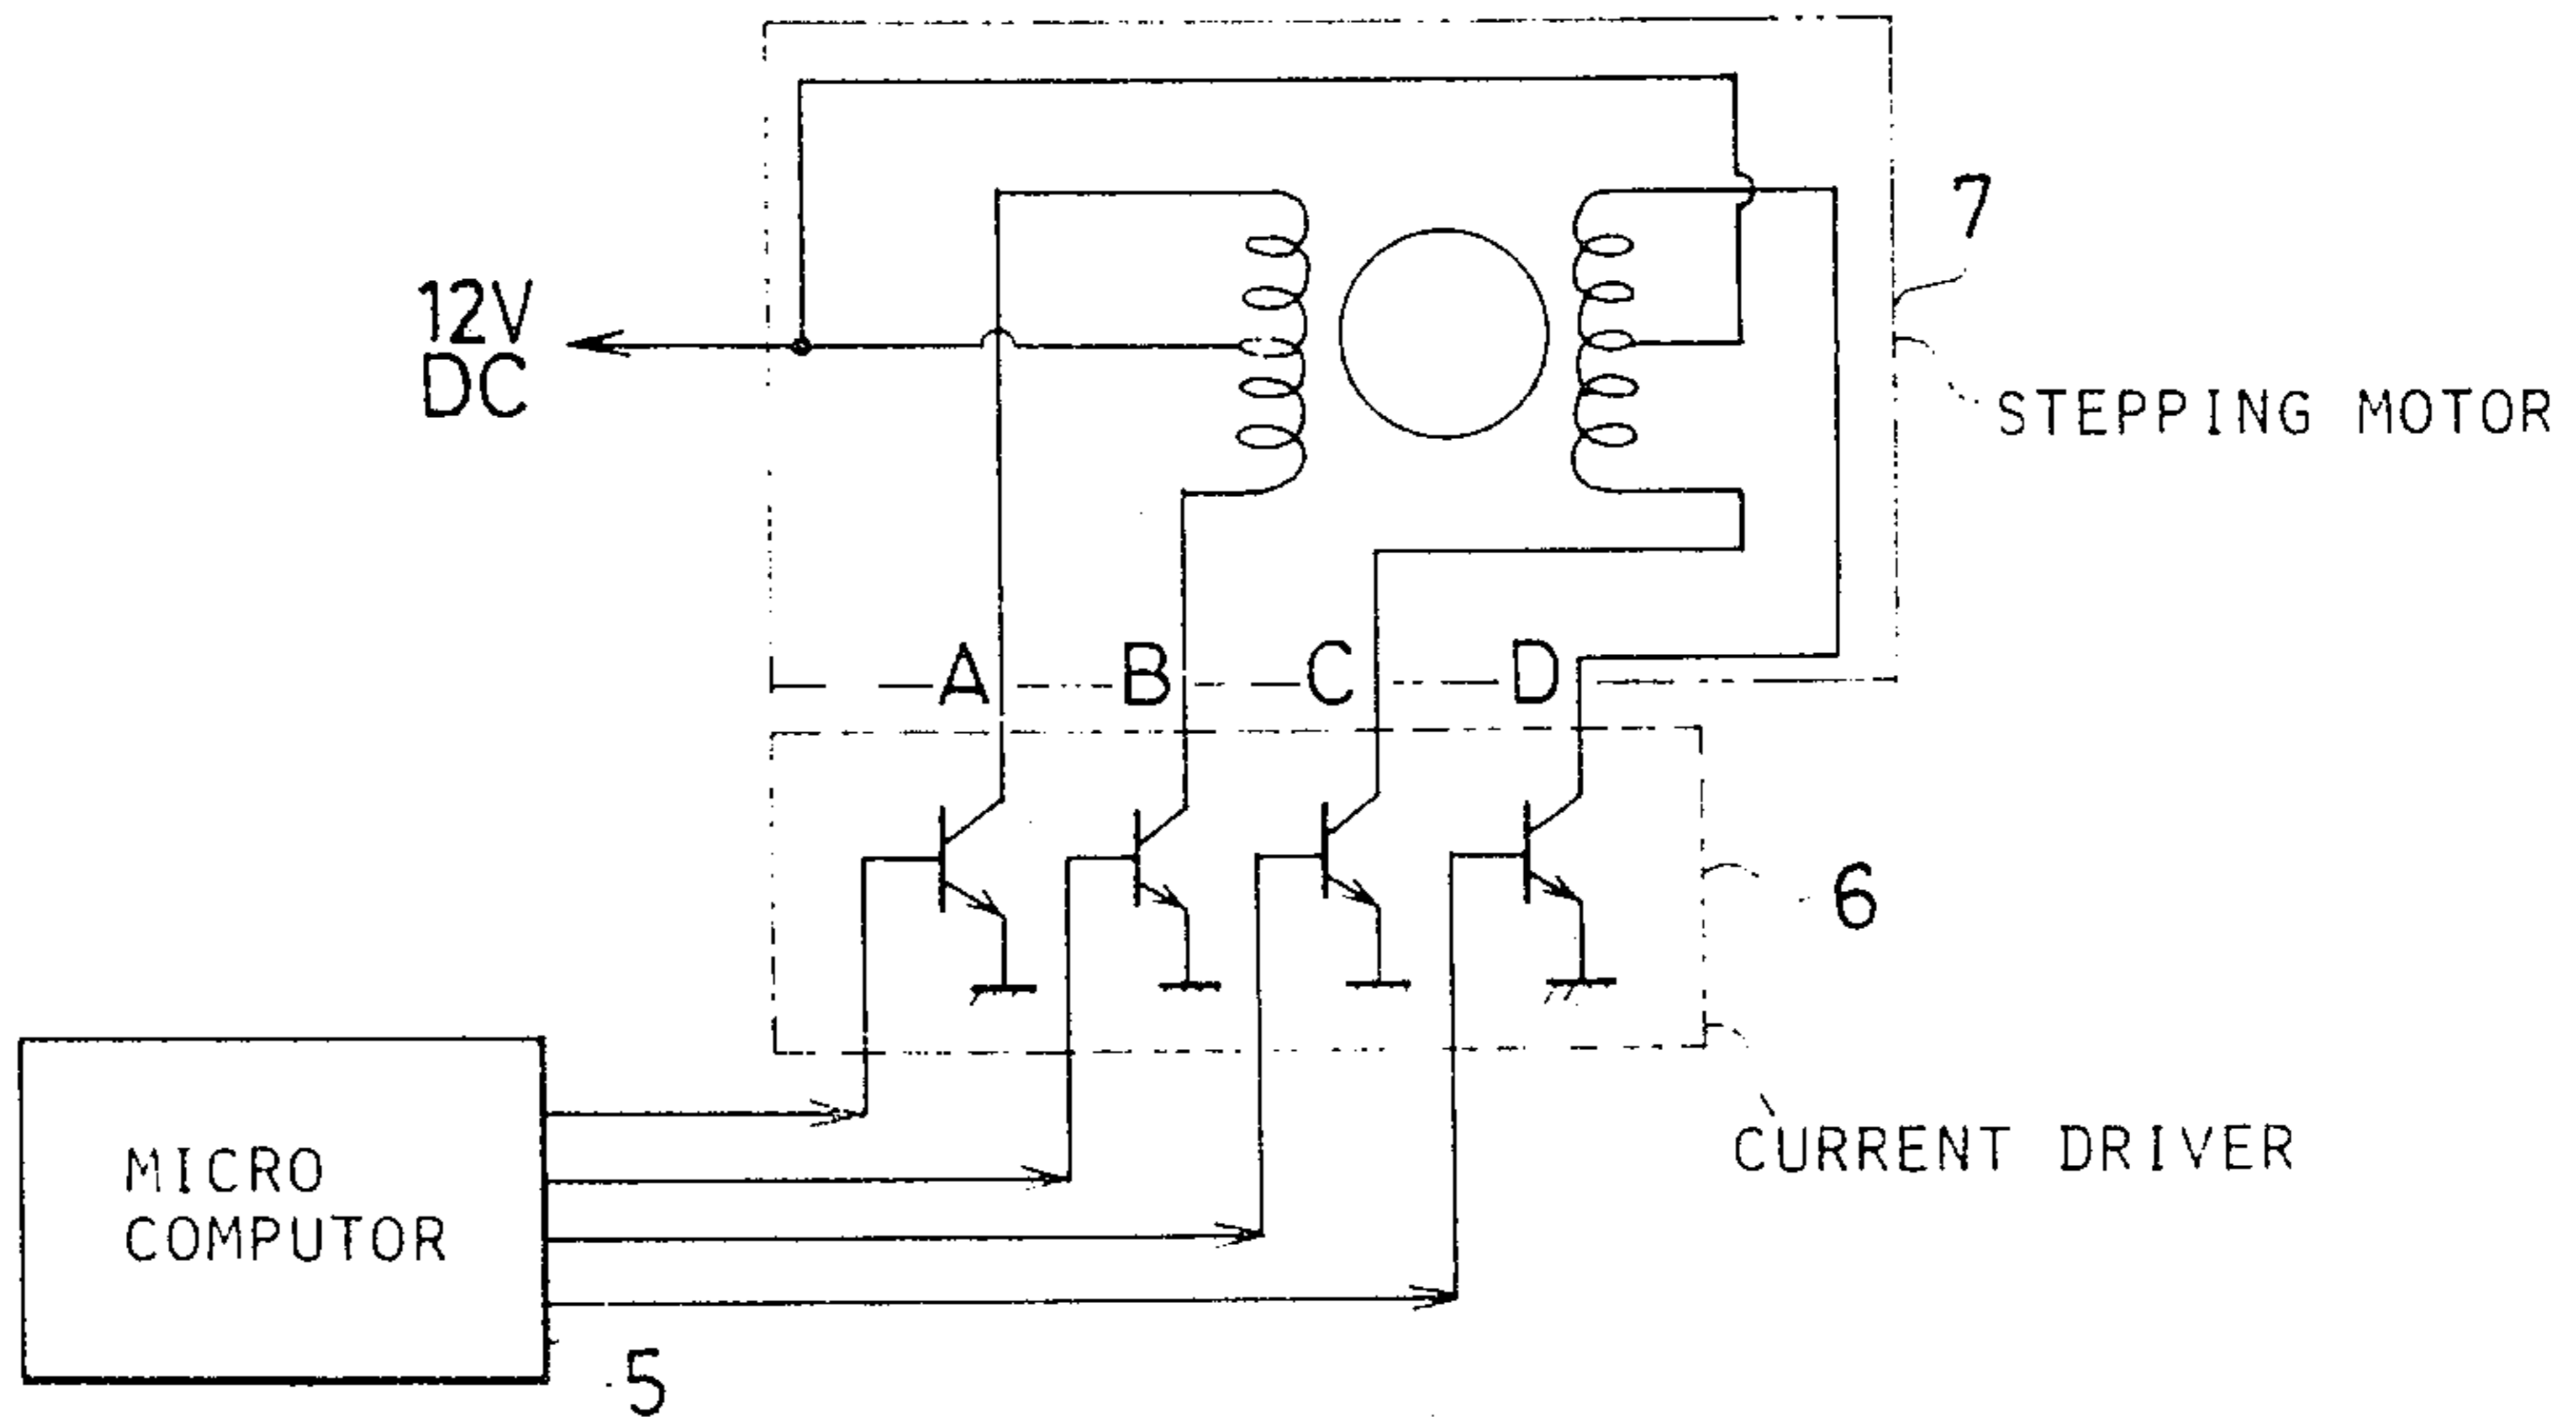 7
12V
DC
STEPPING MOTOR
A B C D
6
CURRENT DRIVER
MICRO
COMPUTOR
5